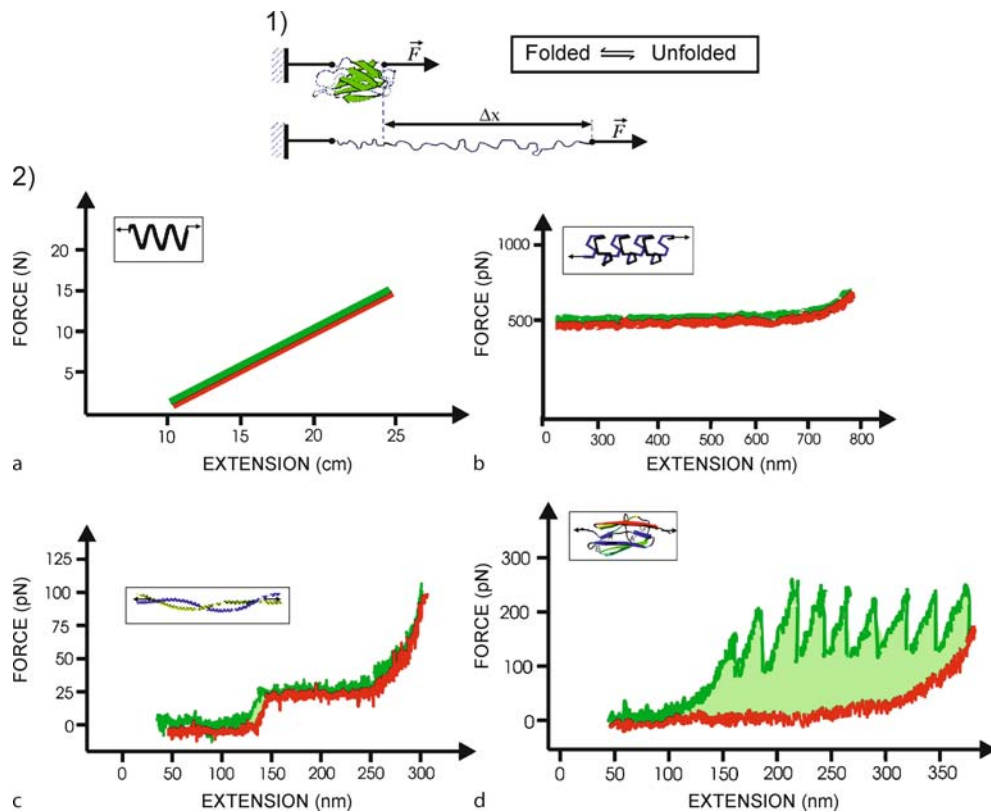 1)
F
Folded ⇌ Unfolded
Δx
F
2)
FORCE (N)
20
15
10
5
10 15 20 25
a EXTENSION (cm)
FORCE (pN)
1000
500
0 300 400 500 600 700 800
b EXTENSION (nm)
FORCE (pN)
125
100
75
50
25
0
0 50 100 150 200 250 300
c EXTENSION (nm)
FORCE (pN)
300
200
100
0
0 50 100 150 200 250 300 350
d EXTENSION (nm)